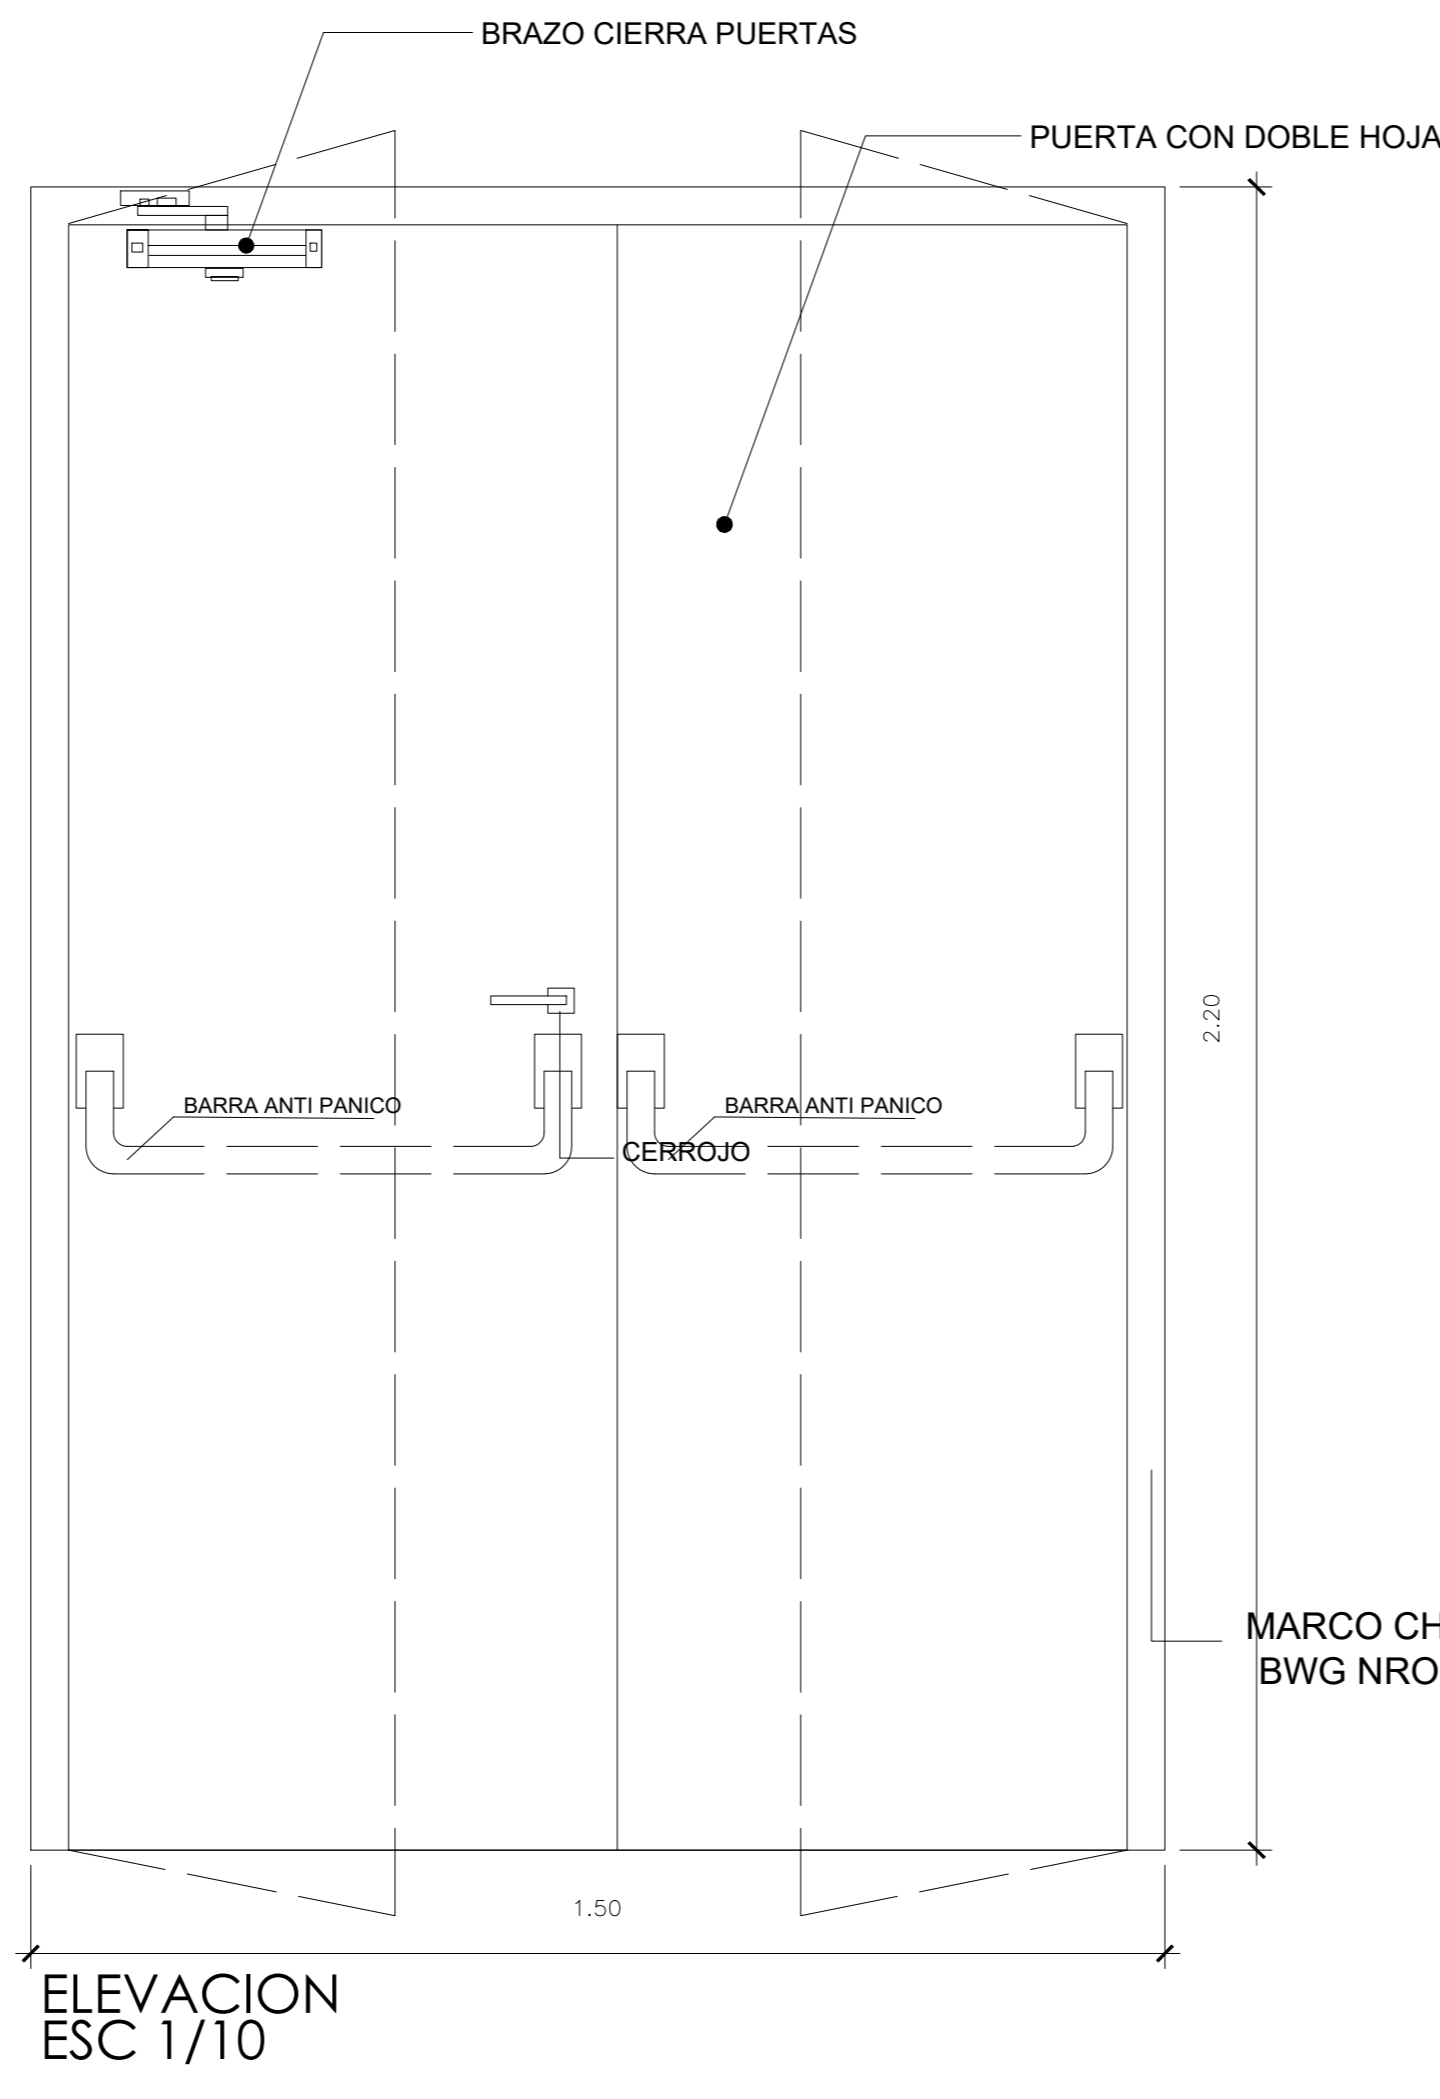 BRAZO CIERRA PUERTAS
PUERTA CON DOBLE HOJA
2.20
BARRA ANTI PANICO
BARRA ANTI PANICO
CERROJO
MARCO CH
BWG NRO
1.50
ELEVACION
ESC 1/10